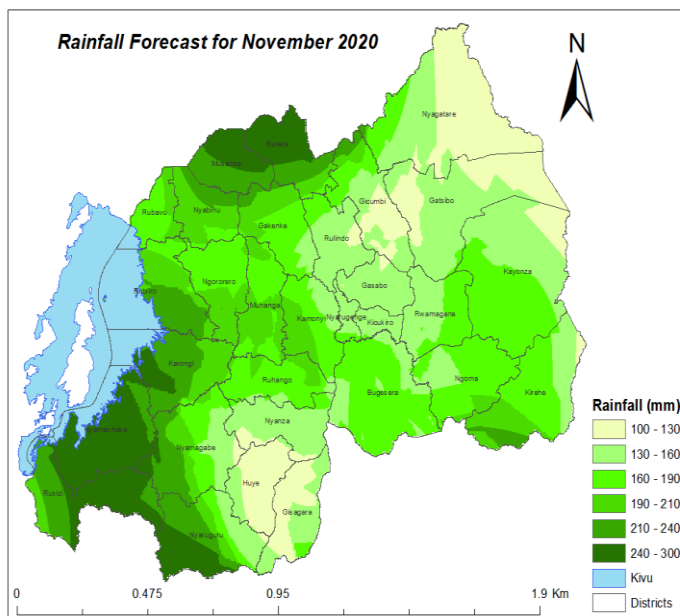 Rainfall Forecast for November 2020
N
Nyagatare
Burera
Musanze
Gicumbi
Gatsibo
Rubavu
Nyabihu
Gakenke
Rulindo
Kayonza
Ngororero
Gasabo
Rutsiro
Muhanga
Kamonyi
Nyarugenge
Kicukiro
Rwamagana
Karongi
Ruhango
Bugesera
Ngoma
Kirehe
Nyanza
Nyamagabe
Huye
Rusizi
Gisagara
Nyaruguru
Rainfall (mm)
100 - 130
130 - 160
160 - 190
190 - 210
210 - 240
240 - 300
Kivu
Districts
0
0.475
0.95
1.9 Km